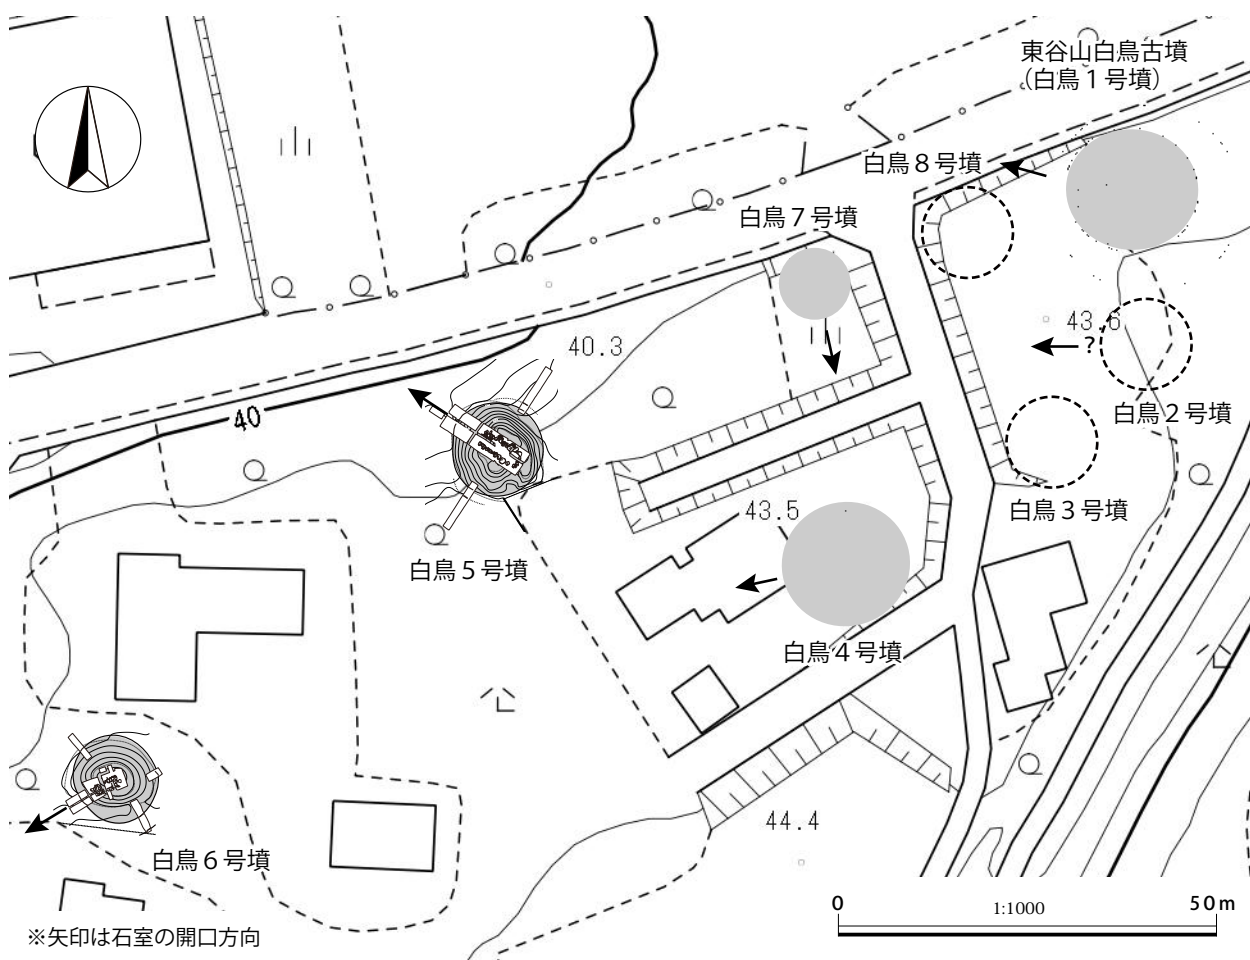 東谷山白鳥古墳
(白鳥１号墳)
白鳥８号墳
白鳥７号墳
43.6
40.3
?
40
白鳥２号墳
白鳥３号墳
43.5
白鳥５号墳
白鳥４号墳
44.4
白鳥６号墳
0
1:1000
50m
※矢印は石室の開口方向